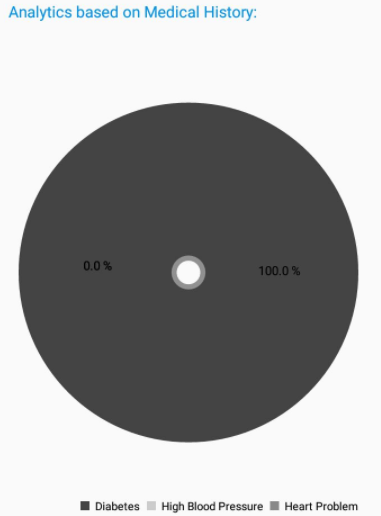 Analytics based on Medical History:
0.0 %
100.0 %
Diabetes High Blood Pressure Heart Problem